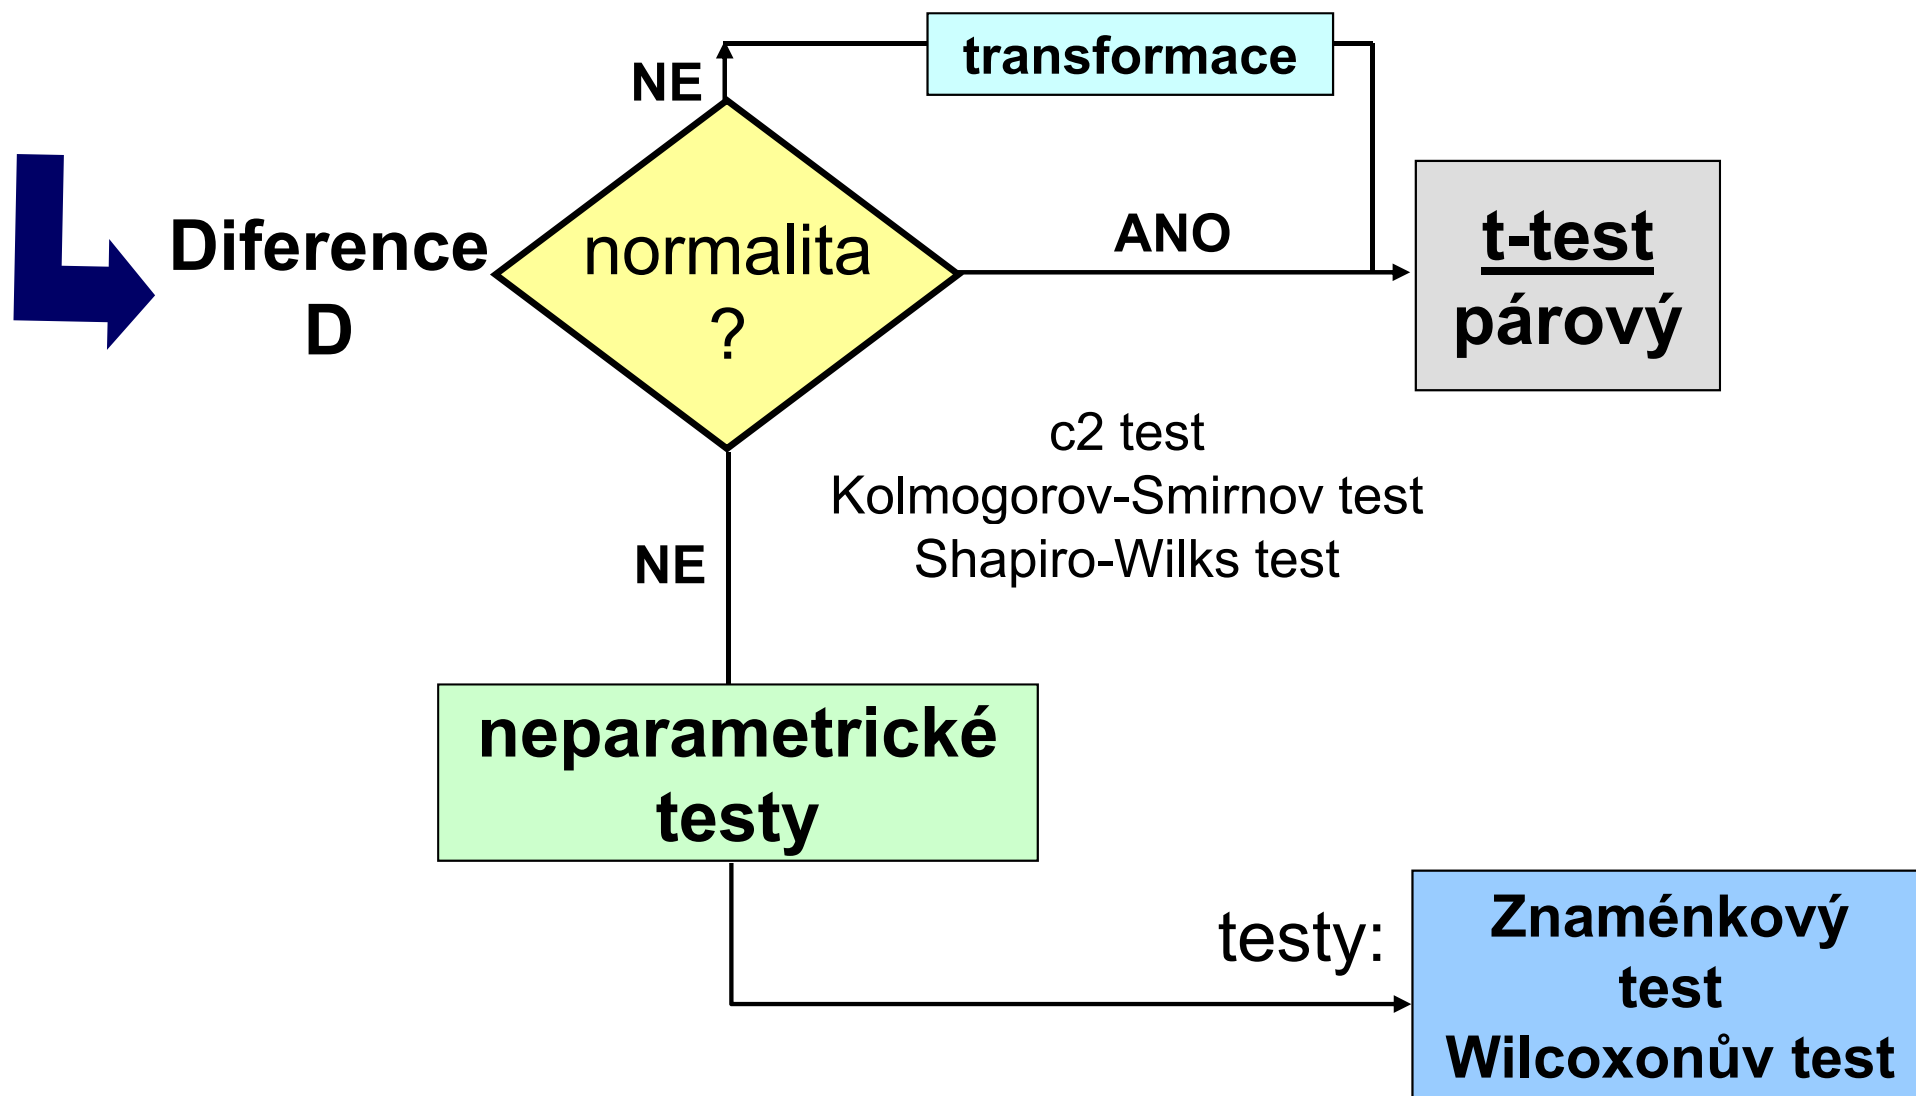 transformace
NE
Diference
D
normalita
?
ANO
t-test
párový
c2 test
Kolmogorov-Smirnov test
Shapiro-Wilks test
NE
neparametrické
testy
testy:
Znaménkový
test
Wilcoxonův test